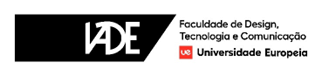 IADE
Faculdade de Design,
Tecnologia e Comunicação
ue Universidade Europeia